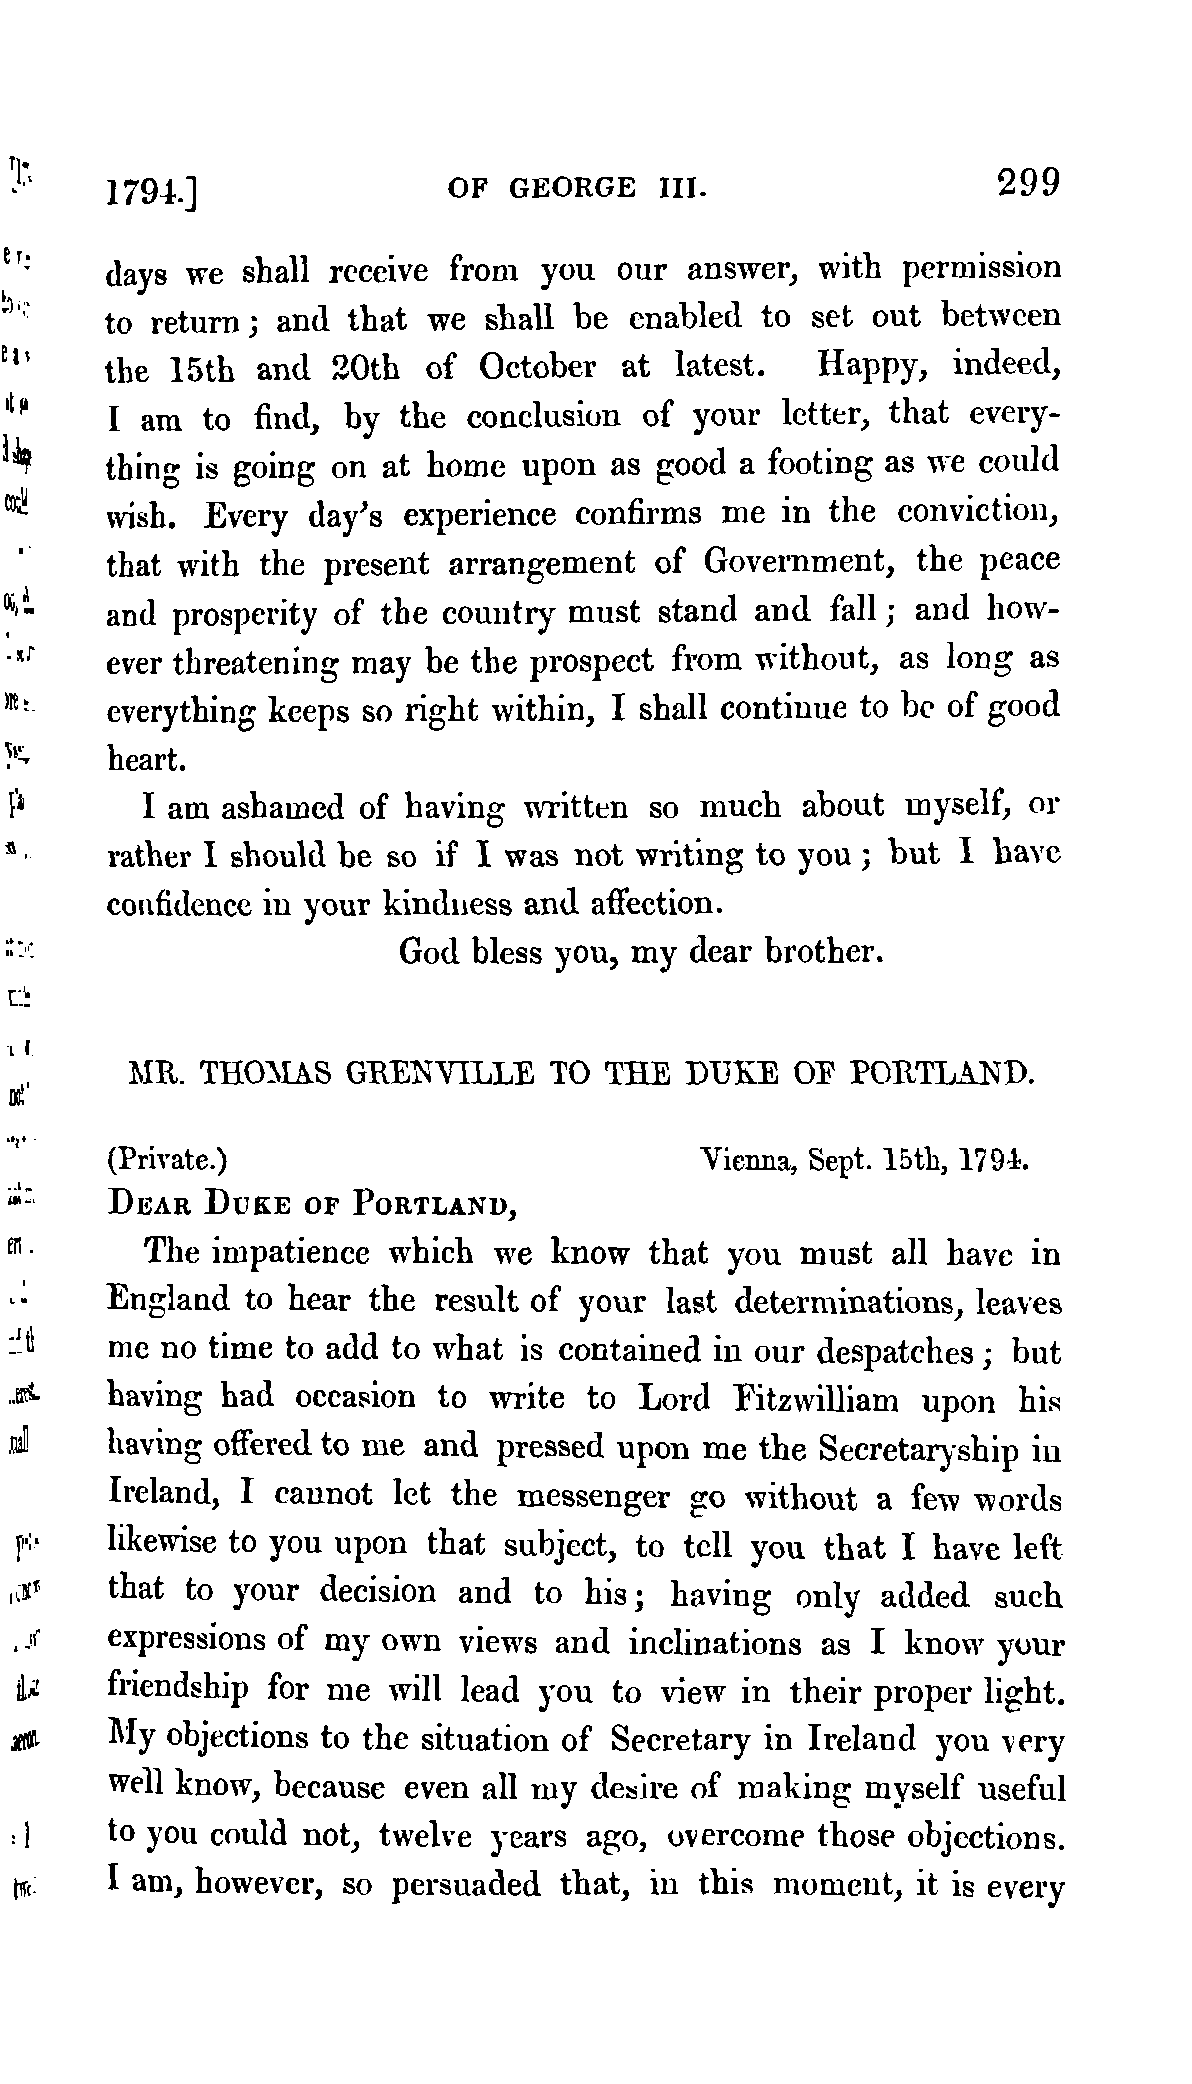 1794.] OF GEORGE III. 299
days we shall receive from you our answer, with permission
to return; and that we shall be enabled to set out between
the 15th and 20th of October at latest. Happy, indeed,
I am to find, by the conclusion of your letter, that every-
thing is going on at home upon as good a footing as we could
wish. Every day's experience confirms me in the conviction,
that with the present arrangement of Government, the peace
and prosperity of the country must stand and fall; and how-
ever threatening may be the prospect from without, as long as
everything keeps so right within, I shall continue to be of good
heart.
I am ashamed of having written so much about myself, or
rather I should be so if I was not writing to you; but I have
confidence in your kindness and affection.
God bless you, my dear brother.
MR. THOMAS GRENVILLE TO THE DUKE OF PORTLAND.
(Private.) Vienna, Sept. 15th, 1794.
DEAR DUKE OF PORTLAND,
The impatience which we know that you must all have in
England to hear the result of your last determinations, leaves
me no time to add to what is contained in our despatches; but
having had occasion to write to Lord Fitzwilliam upon his
having offered to me and pressed upon me the Secretaryship in
Ireland, I cannot let the messenger go without a few words
likewise to you upon that subject, to tell you that I have left
that to your decision and to his; having only added such
expressions of my own views and inclinations as I know your
friendship for me will lead you to view in their proper light.
My objections to the situation of Secretary in Ireland you very
well know, because even all my desire of making myself useful
to you could not, twelve years ago, overcome those objections.
I am, however, so persuaded that, in this moment, it is every